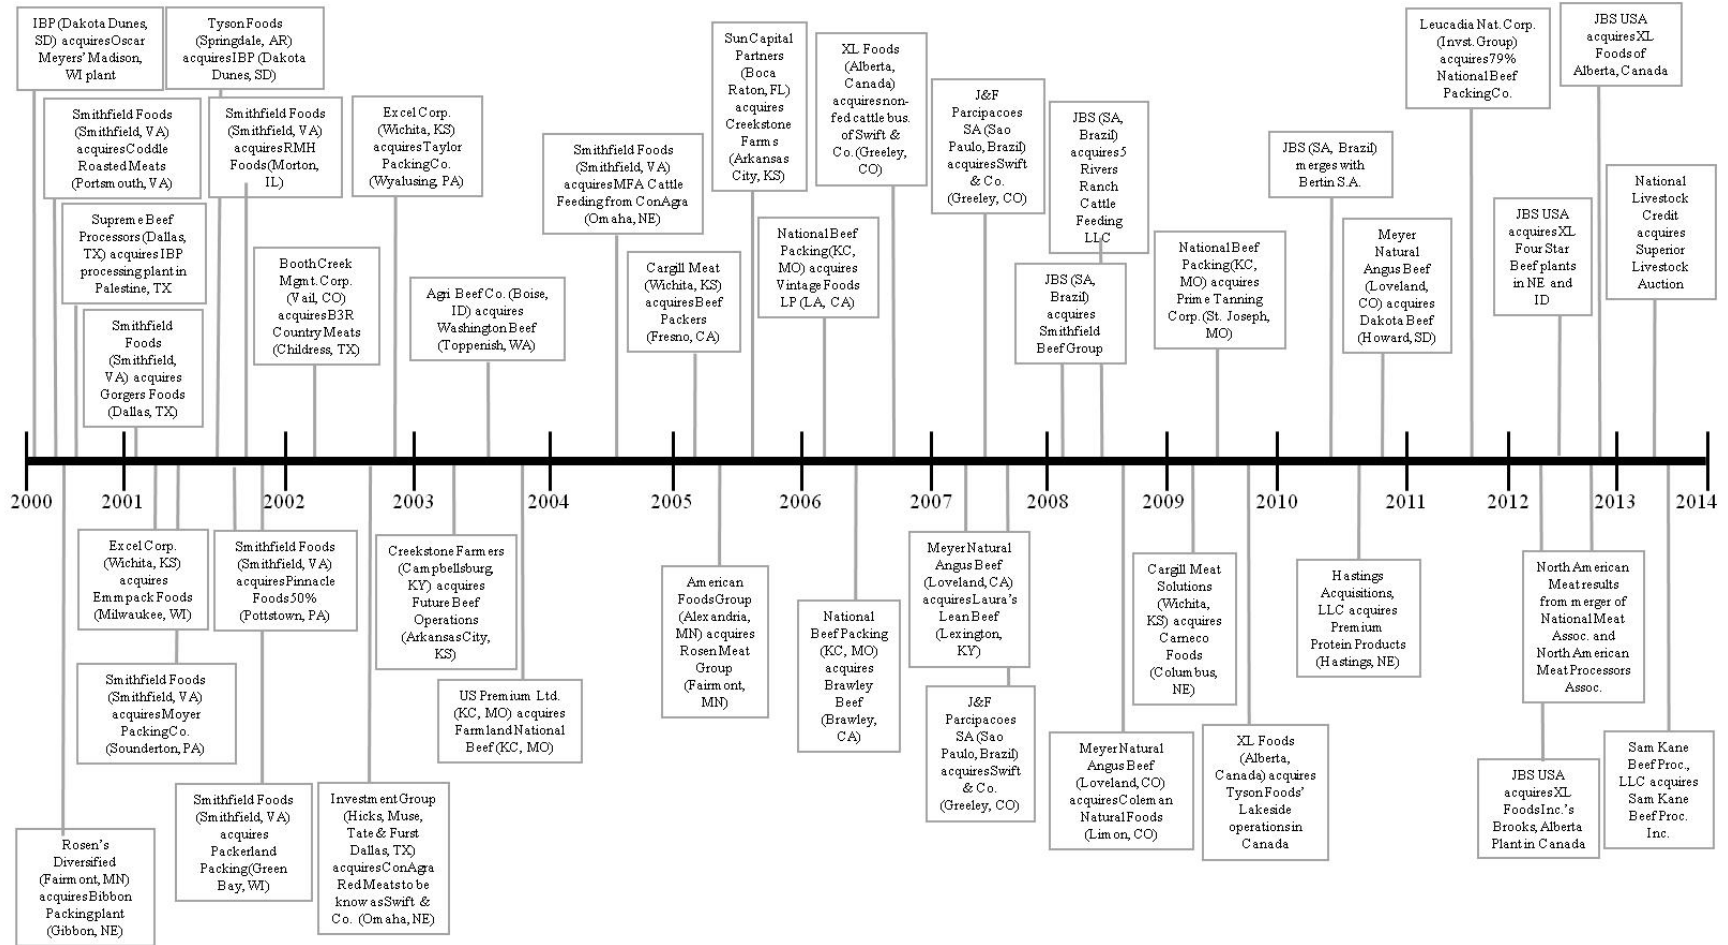 IBP (Dakota Dunes,
SD) acquires Oscar
Meyers' Madison,
WI plant
Tyson Foods
(Springdale, AR)
acquires IBP (Dakota
Dunes, SD)
Smithfield Foods
(Smithfield, VA)
acquires Coddle
Roasted Meats
(Portsmouth, VA)
Smithfield Foods
(Smithfield, VA)
acquires RMH
Foods (Morton,
IL)
Supreme Beef
Processors (Dallas,
TX) acquires IBP
processing plant in
Palestine, TX
Smithfield
Foods
(Smithfield,
VA) acquires
Gorgers Foods
(Dallas, TX)
Booth Creek
Mgmt. Corp.
(Vail, CO)
acquires B3R
Country Meats
(Childress, TX)
Excel Corp.
(Wichita, KS)
acquires Taylor
Packing Co.
(Wyalusing, PA)
Agri Beef Co. (Boise,
ID) acquires
Washington Beef
(Toppenish, WA)
Smithfield Foods
(Smithfield, VA)
acquires MFA Cattle
Feeding from ConAgra
(Omaha, NE)
Cargill Meat
(Wichita, KS)
acquires Beef
Packers
(Fresno, CA)
Sun Capital
Partners
(Boca
Raton, FL)
acquires
Creekstone
Farms
(Arkansas
City, KS)
National Beef
Packing (KC,
MO) acquires
Vintage Foods
LP (LA, CA)
XL Foods
(Alberta,
Canada)
acquires non-
fed cattle bus.
of Swift &
Co. (Greeley,
CO)
J&F
Parcipacoes
SA (Sao
Paulo, Brazil)
acquires Swift
& Co.
(Greeley, CO)
JBS (SA,
Brazil)
acquires 5
Rivers
Ranch
Cattle
Feeding
LLC
JBS (SA,
Brazil)
acquires
Smithfield
Beef Group
National Beef
Packing (KC,
MO) acquires
Prime Tanning
Corp. (St. Joseph,
MO)
JBS (SA, Brazil)
merges with
Bertin S.A.
Meyer
Natural
Angus Beef
(Loveland,
CO) acquires
Dakota Beef
(Howard, SD)
Leucadia Nat. Corp.
(Invst. Group)
acquires 79%
National Beef
Packing Co.
JBS USA
acquires XL
Four Star
Beef plants
in NE and
ID
JBS USA
acquires XL
Foods of
Alberta, Canada
National
Livestock
Credit
acquires
Superior
Livestock
Auction
2000
2001
2002
2003
2004
2005
2006
2007
2008
2009
2010
2011
2012
2013
2014
Rosen's
Diversified
(Fairmont, MN)
acquires Bibbon
Packing plant
(Gibbon, NE)
Excel Corp.
(Wichita, KS)
acquires
Emmpack Foods
(Milwaukee, WI)
Smithfield Foods
(Smithfield, VA)
acquires Moyer
Packing Co.
(Sounderton, PA)
Smithfield Foods
(Smithfield, VA)
acquires Pinnacle
Foods 50%
(Pottstown, PA)
Smithfield Foods
(Smithfield, VA)
acquires
Packerland
Packing (Green
Bay, WI)
Investment Group
(Hicks, Muse,
Tate & Furst
Dallas, TX)
acquires ConAgra
Red Meats to be
know as Swift &
Co. (Omaha, NE)
Creekstone Farmers
(Campbellsburg,
KY) acquires
Future Beef
Operations
(Arkansas City,
KS)
US Premium Ltd.
(KC, MO) acquires
Farmland National
Beef (KC, MO)
American
Foods Group
(Alexandria,
MN) acquires
Rosen Meat
Group
(Fairmont,
MN)
National
Beef Packing
(KC, MO)
acquires
Brawley
Beef
(Brawley,
CA)
Meyer Natural
Angus Beef
(Loveland, CA)
acquires Laura's
Lean Beef
(Lexington,
KY)
J&F
Parcipacoes
SA (Sao
Paulo, Brazil)
acquires Swift
& Co.
(Greeley, CO)
Meyer Natural
Angus Beef
(Loveland, CO)
acquires Coleman
Natural Foods
(Limon, CO)
Cargill Meat
Solutions
(Wichita,
KS) acquires
Carneco
Foods
(Columbus,
NE)
XL Foods
(Alberta,
Canada) acquires
Tyson Foods'
Lakeside
operations in
Canada
Hastings
Acquisitions,
LLC acquires
Premium
Protein Products
(Hastings, NE)
North American
Meat results
from merger of
National Meat
Assoc. and
North American
Meat Processors
Assoc.
JBS USA
acquires XL
Foods Inc.'s
Brooks, Alberta
Plant in Canada
Sam Kane
Beef Proc.,
LLC acquires
Sam Kane
Beef Proc.
Inc.